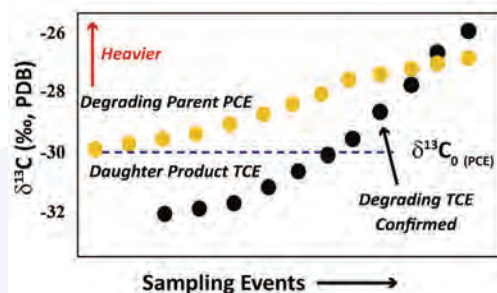 -26
Heavier
-28
Degrading Parent PCE
δ¹³C (‰, PDB)
-30
δ¹³C₀ (PCE)
Daughter Product TCE
Degrading TCE
Confirmed
-32
Sampling Events